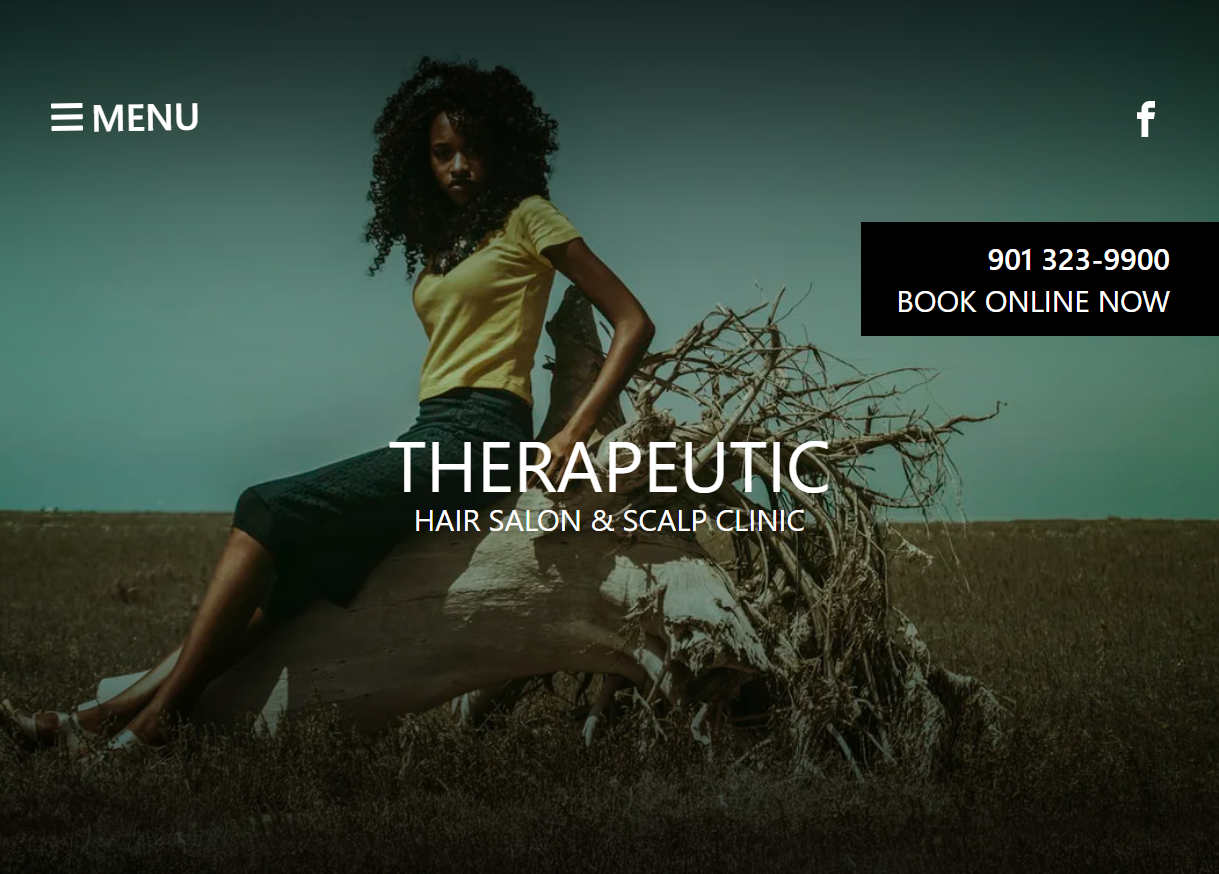 MENU
901 323-9900
BOOK ONLINE NOW
THERAPEUTIC
HAIR SALON & SCALP CLINIC